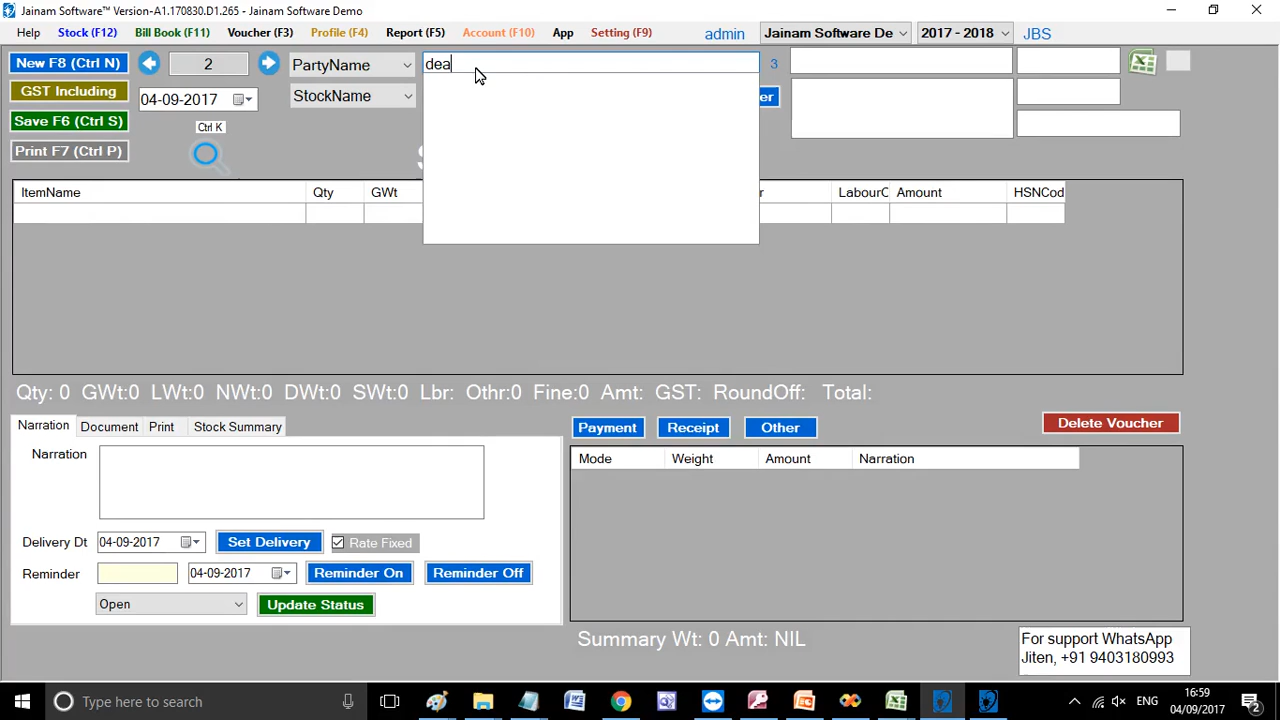 Jainam Software™ Version-A1.170830.D1.265 - Jainam Software Demo
Help Stock (F12) Bill Book (F11) Voucher (F3) Profile (F4) Report (F5) Account (F10) App Setting (F9) admin Jainam Software De 2017 - 2018 JBS
New F8 (Ctrl N) 2 PartyName dea 3
GST Including 04-09-2017 StockName er
Save F6 (Ctrl S) Ctrl K
Print F7 (Ctrl P) S
ItemName Qty GWt r LabourC Amount HSNCod
Qty: 0 GWt:0 LWt:0 NWt:0 DWt:0 SWt:0 Lbr: Othr:0 Fine:0 Amt: GST: RoundOff: Total:
Narration Document Print Stock Summary Payment Receipt Other Delete Voucher
Narration Mode Weight Amount Narration
Delivery Dt 04-09-2017 Set Delivery Rate Fixed
Reminder 04-09-2017 Reminder On Reminder Off
Open Update Status
Summary Wt: 0 Amt: NIL
For support WhatsApp
Jiten, +91 9403180993
Type here to search ENG 16:59
04/09/2017 2